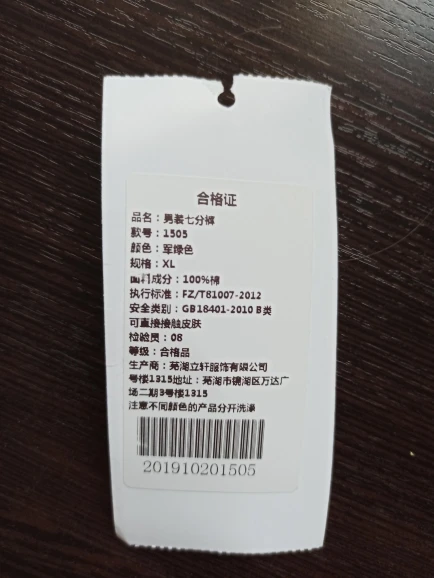 合格证
品名：男装七分裤
款号：1505
颜色：军绿色
规格：XL
面料成分：100%棉
执行标准：FZ/T81007-2012
安全类别：GB18401-2010 B类
可直接接触皮肤
检验员：08
等级：合格品
生产商：芜湖立轩服饰有限公司
号楼1315地址：芜湖市镜湖区万达广
场二期3号楼1315
注意不同颜色的产品分开洗涤
201910201505